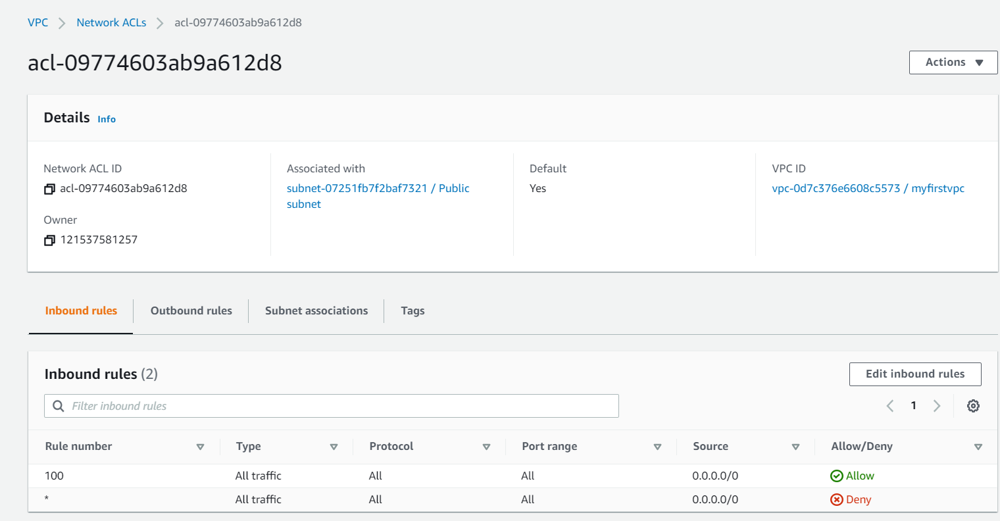 VPC > Network ACLs > acl-09774603ab9a612d8
acl-09774603ab9a612d8
Actions
Details Info
Network ACL ID
acl-09774603ab9a612d8
Owner
121537581257
Associated with
subnet-07251fb7f2baf7321 / Public
subnet
Default
Yes
VPC ID
vpc-0d7c376e6608c5573 / myfirstvpc
Inbound rules Outbound rules Subnet associations Tags
Inbound rules (2)
Edit inbound rules
Filter inbound rules
1
Rule number Type Protocol Port range Source Allow/Deny
100 All traffic All All 0.0.0.0/0 Allow
* All traffic All All 0.0.0.0/0 Deny